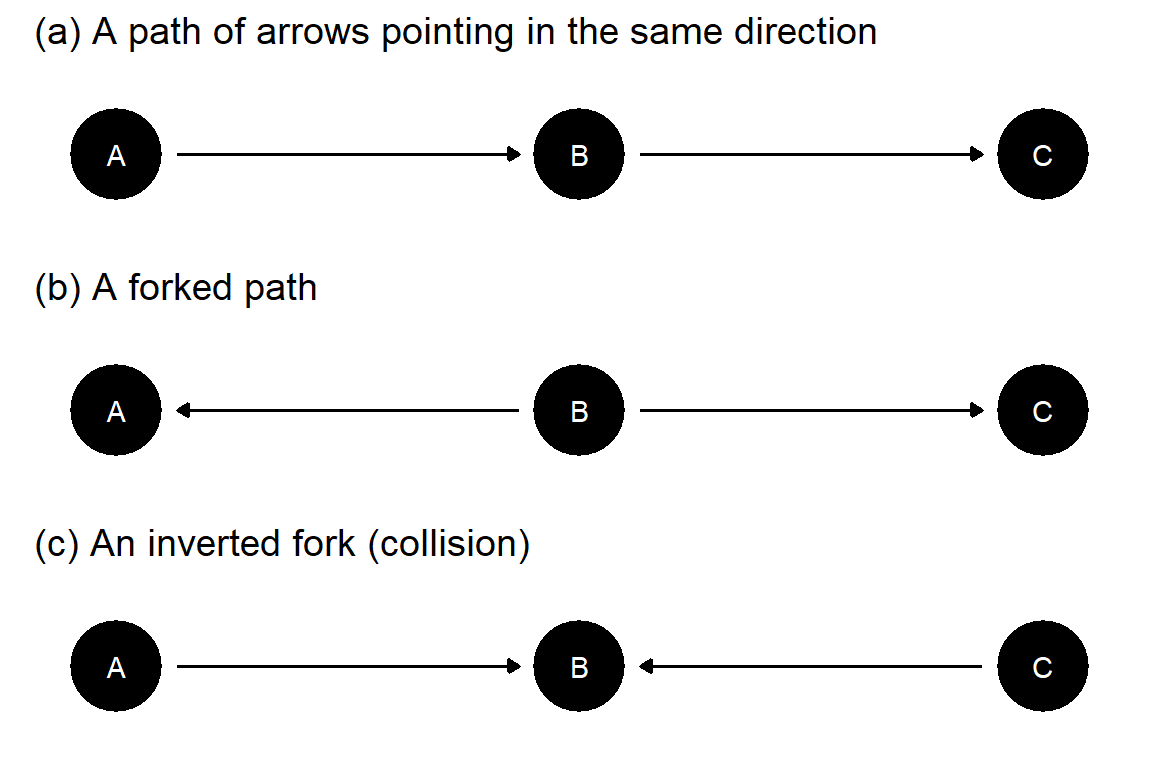 (a) A path of arrows pointing in the same direction
A B C
(b) A forked path
A B C
(c) An inverted fork (collision)
A B C